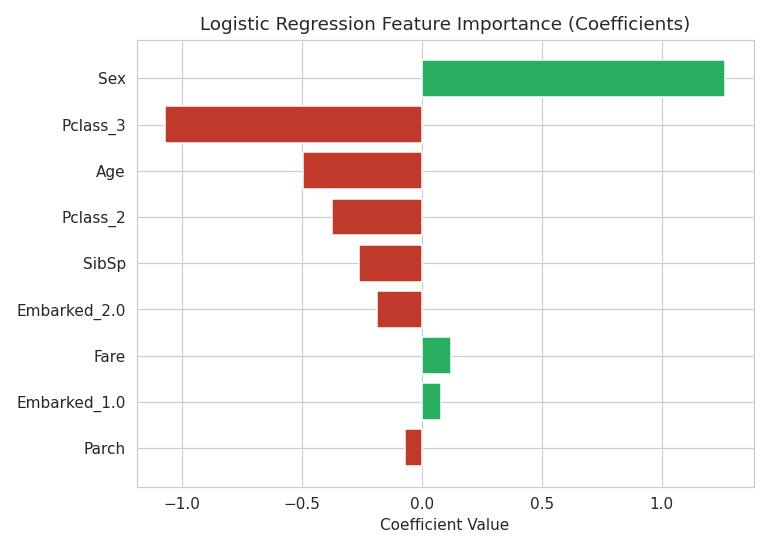 Logistic Regression Feature Importance (Coefficients)
Sex
Pclass_3
Age
Pclass_2
SibSp
Embarked_2.0
Fare
Embarked_1.0
Parch
−1.0 −0.5 0.0 0.5 1.0
Coefficient Value